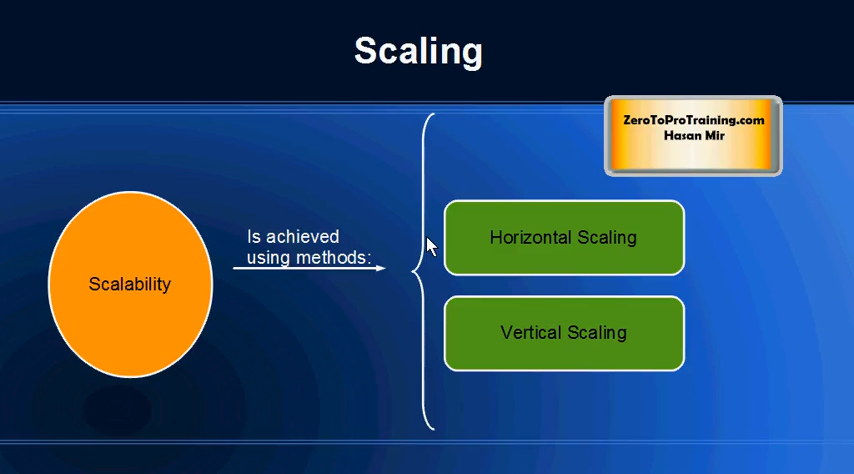 Scaling
ZeroToProTraining.com
Hasan Mir
Scalability
Is achieved
using methods:
Horizontal Scaling
Vertical Scaling